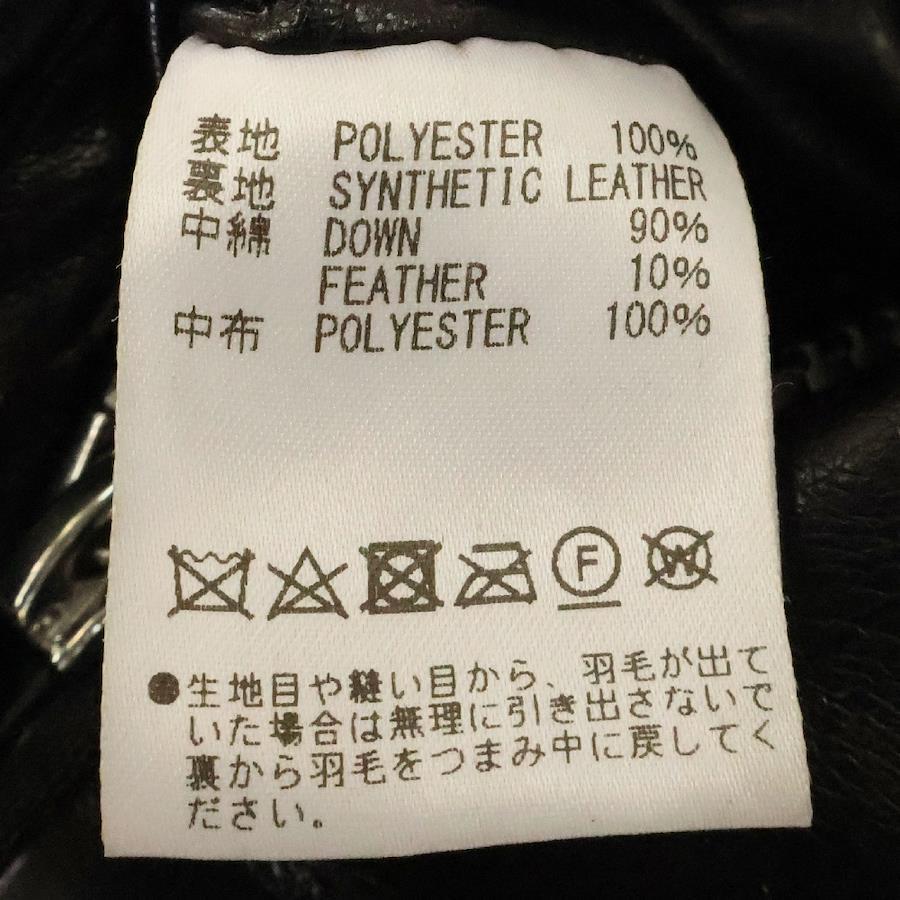 表地 POLYESTER 100%
裏地 SYNTHETIC LEATHER
中綿 DOWN 90%
FEATHER 10%
中布 POLYESTER 100%
F W
●生地目や縫い目から、羽毛が出て
いた場合は無理に引き出さないで
裏から羽毛をつまみ中に戻してく
ださい。